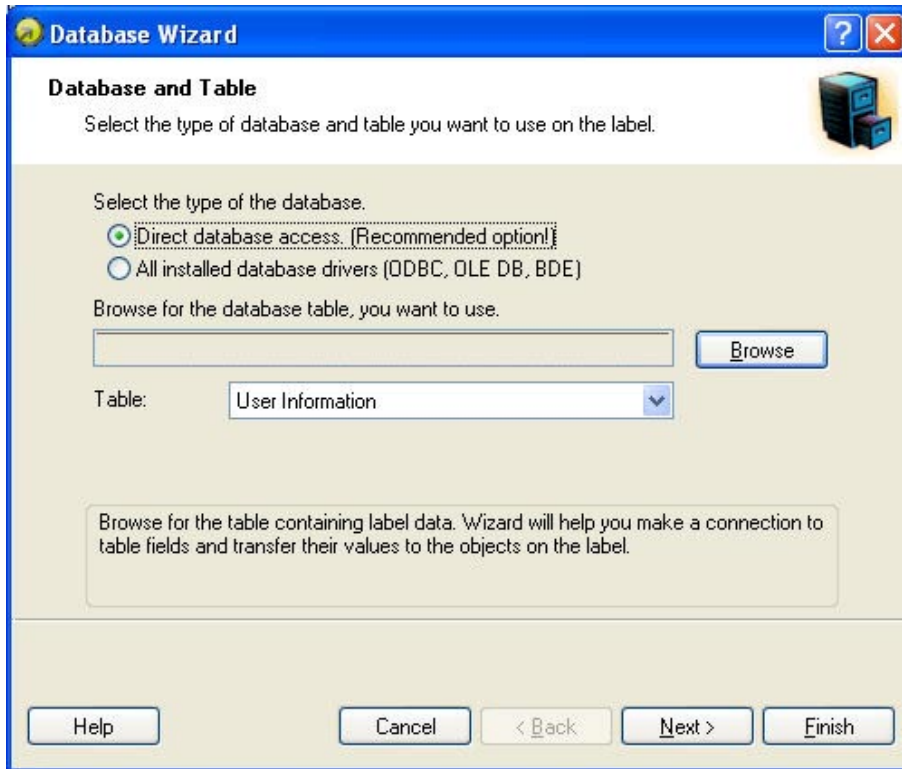 Database Wizard
?
Database and Table
Select the type of database and table you want to use on the label.
Select the type of the database.
Direct database access. (Recommended option!)
All installed database drivers (ODBC, OLE DB, BDE)
Browse for the database table, you want to use.
Browse
Table: User Information
Browse for the table containing label data. Wizard will help you make a connection to
table fields and transfer their values to the objects on the label.
Help Cancel < Back Next > Finish